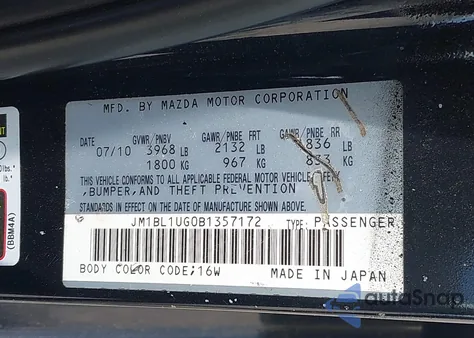 MFD. BY MAZDA MOTOR CORPORATION
GVWR/PNBV GAWR/PNBE FRT GAWR/PNBE RR
07/10 3968 LB 2132 LB 836 LB
1800 KG 967 KG 833 KG
THIS VEHICLE CONFORMS TO ALL APPLICABLE FEDERAL MOTOR VEHICLE
BUMPER, AND THEFT PREVENTION
STANDARDS IN EFFECT ON THE DATE OF MANUFACTURE SHOWN ABOVE.
JM1BL1UG0B1357172 TYPE: PASSENGER
BODY COLOR CODE:16W MADE IN JAPAN
(BBM4A)
autoSnap